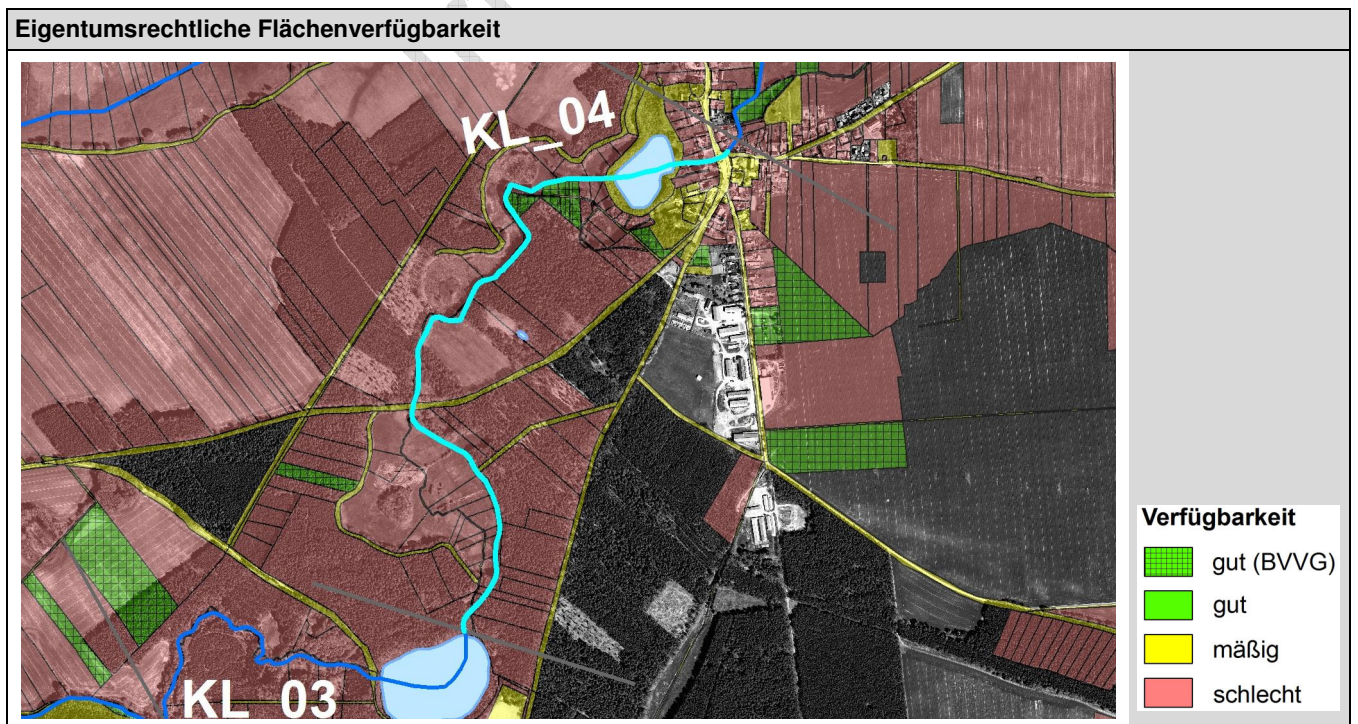 Eigentumsrechtliche Flächenverfügbarkeit
KL_04
KL_03
Verfügbarkeit
gut (BVVG)
gut
mäßig
schlecht